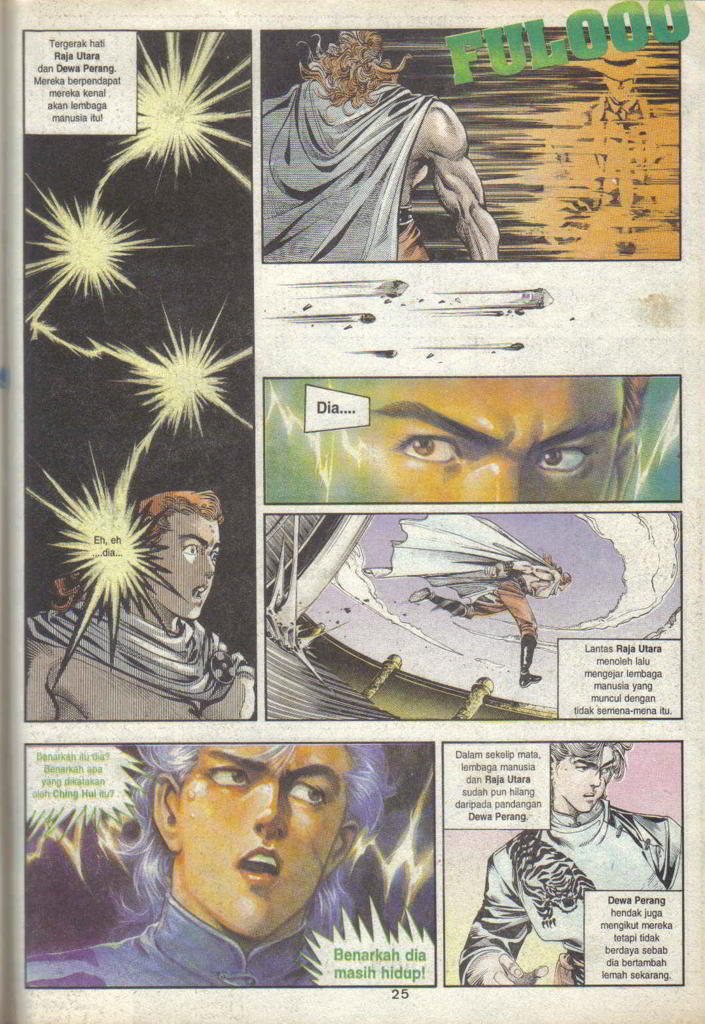 Tergerak hati
Raja Utara
dan Dewa Perang.
Mereka berpendapat
mereka kenal
akan lembaga
manusia itu!
FULOOO
Dia....
Eh, eh
....dia...
Lantas Raja Utara
menoleh lalu
mengejar lembaga
manusia yang
muncul dengan
tidak semena-mena itu.
Benarkah itu dia?
Benarkah apa
yang dikatakan
oleh Ching Hui itu?
Benarkah dia
masih hidup!
Dalam sekelip mata,
lembaga manusia
dan Raja Utara
sudah pun hilang
daripada pandangan
Dewa Perang.
Dewa Perang
hendak juga
mengikut mereka
tetapi tidak
berdaya sebab
dia bertambah
lemah sekarang.
25